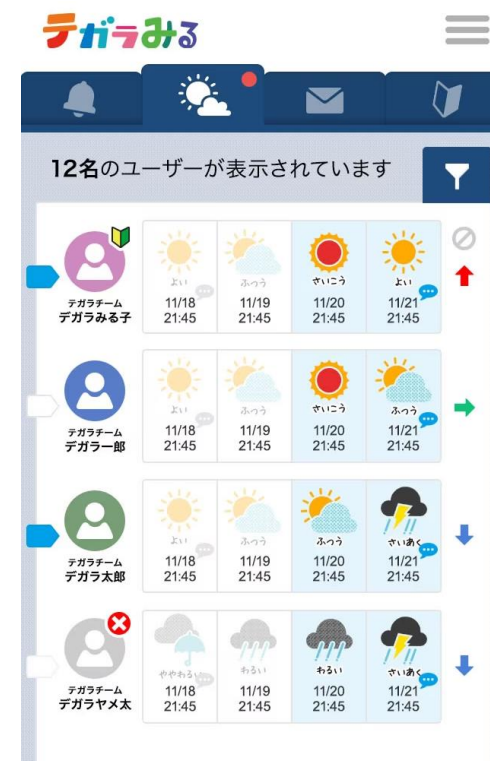 テガラみる
12名のユーザーが表示されています
よい ふつう さいこう よい
11/18 11/19 11/20 11/21
21:45 21:45 21:45 21:45
テガラチーム
デガラみる子
よい ふつう さいこう ふつう
11/18 11/19 11/20 11/21
21:45 21:45 21:45 21:45
テガラチーム
デガラ一郎
よい ふつう ふつう さいあく
11/18 11/19 11/20 11/21
21:45 21:45 21:45 21:45
テガラチーム
デガラ太郎
ややわるい わるい わるい さいあく
11/18 11/19 11/20 11/21
21:45 21:45 21:45 21:45
テガラチーム
デガラヤメ太